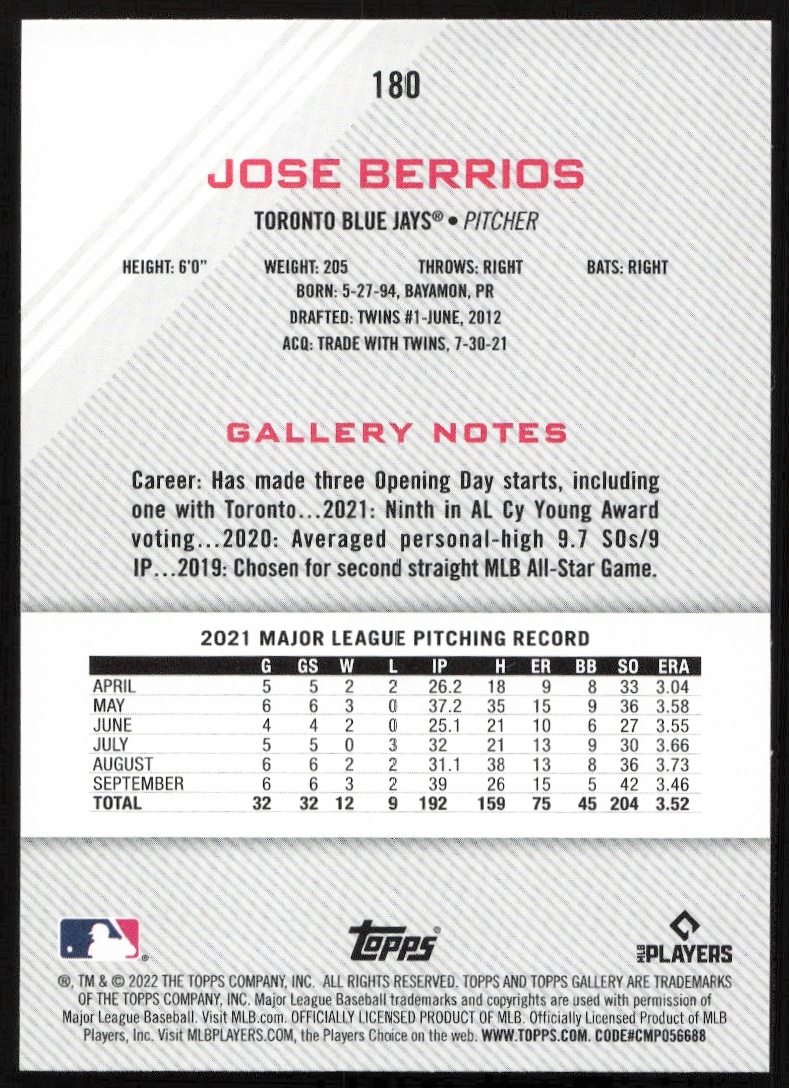 180
JOSE BERRIOS
TORONTO BLUE JAYS® • PITCHER
HEIGHT: 6'0" WEIGHT: 205 THROWS: RIGHT BATS: RIGHT
BORN: 5-27-94, BAYAMON, PR
DRAFTED: TWINS #1-JUNE, 2012
ACQ: TRADE WITH TWINS, 7-30-21
GALLERY NOTES
Career: Has made three Opening Day starts, including
one with Toronto...2021: Ninth in AL Cy Young Award
voting...2020: Averaged personal-high 9.7 SOs/9
IP...2019: Chosen for second straight MLB All-Star Game.
2021 MAJOR LEAGUE PITCHING RECORD
G GS W L IP H ER BB SO ERA
APRIL 5 5 2 2 26.2 18 9 8 33 3.04
MAY 6 6 3 0 37.2 35 15 9 36 3.58
JUNE 4 4 2 0 25.1 21 10 6 27 3.55
JULY 5 5 0 3 32 21 13 9 30 3.66
AUGUST 6 6 2 2 31.1 38 13 8 36 3.73
SEPTEMBER 6 6 3 2 39 26 15 5 42 3.46
TOTAL 32 32 12 9 192 159 75 45 204 3.52
® topps® MLB PLAYERS
®, TM & © 2022 THE TOPPS COMPANY, INC. ALL RIGHTS RESERVED. TOPPS AND TOPPS GALLERY ARE TRADEMARKS
OF THE TOPPS COMPANY, INC. Major League Baseball trademarks and copyrights are used with permission of
Major League Baseball. Visit MLB.com. OFFICIALLY LICENSED PRODUCT OF MLB. Officially Licensed Product of MLB
Players, Inc. Visit MLBPLAYERS.COM, the Players Choice on the web. WWW.TOPPS.COM. CODE#CMP056688